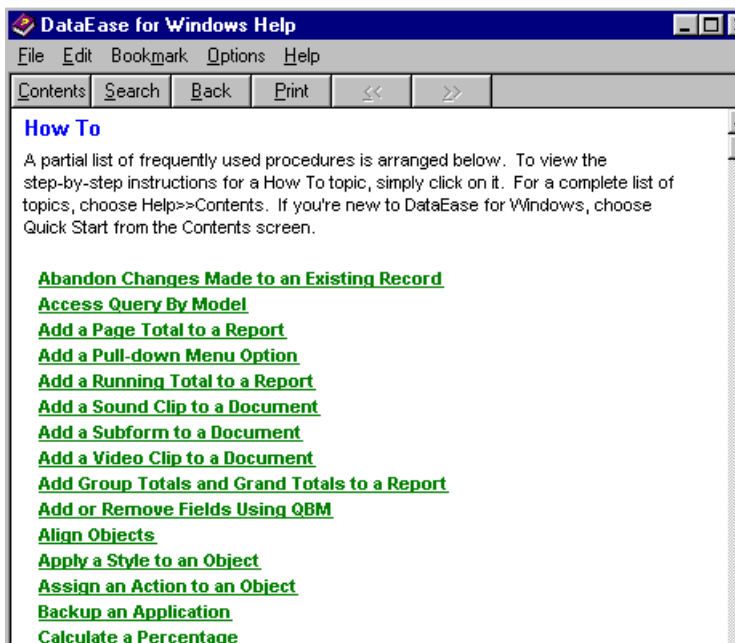 DataEase for Windows Help
File Edit Bookmark Options Help
Contents Search Back Print << >>
How To
A partial list of frequently used procedures is arranged below. To view the
step-by-step instructions for a How To topic, simply click on it. For a complete list of
topics, choose Help>>Contents. If you're new to DataEase for Windows, choose
Quick Start from the Contents screen.
Abandon Changes Made to an Existing Record
Access Query By Model
Add a Page Total to a Report
Add a Pull-down Menu Option
Add a Running Total to a Report
Add a Sound Clip to a Document
Add a Subform to a Document
Add a Video Clip to a Document
Add Group Totals and Grand Totals to a Report
Add or Remove Fields Using QBM
Align Objects
Apply a Style to an Object
Assign an Action to an Object
Backup an Application
Calculate a Percentage